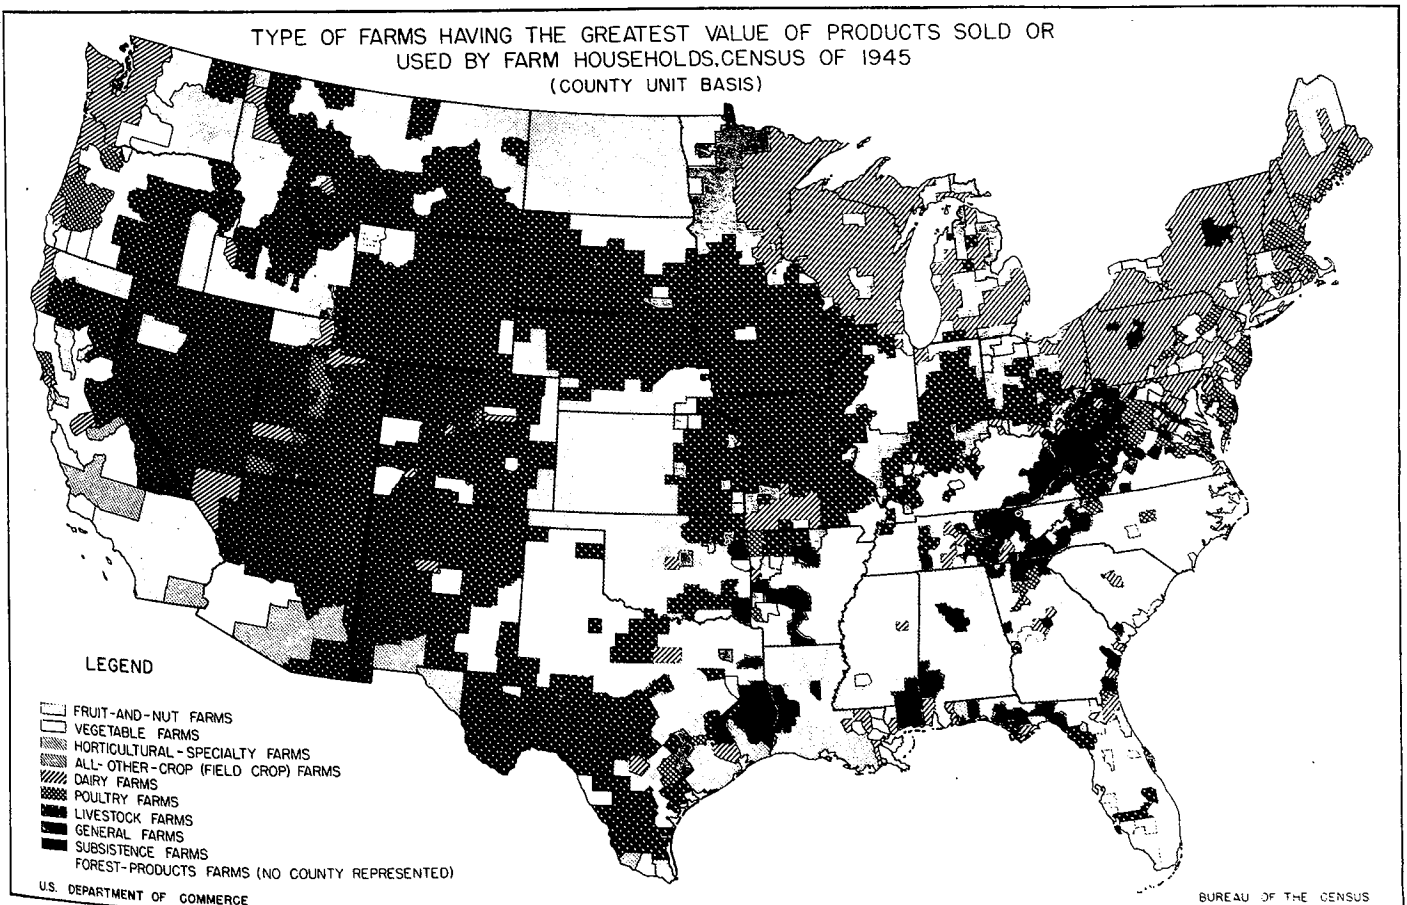 TYPE OF FARMS HAVING THE GREATEST VALUE OF PRODUCTS SOLD OR
USED BY FARM HOUSEHOLDS, CENSUS OF 1945
(COUNTY UNIT BASIS)
LEGEND
FRUIT-AND-NUT FARMS
VEGETABLE FARMS
HORTICULTURAL-SPECIALTY FARMS
ALL-OTHER-CROP (FIELD CROP) FARMS
DAIRY FARMS
POULTRY FARMS
LIVESTOCK FARMS
GENERAL FARMS
SUBSISTENCE FARMS
FOREST-PRODUCTS FARMS (NO COUNTY REPRESENTED)
U.S. DEPARTMENT OF COMMERCE
BUREAU OF THE CENSUS